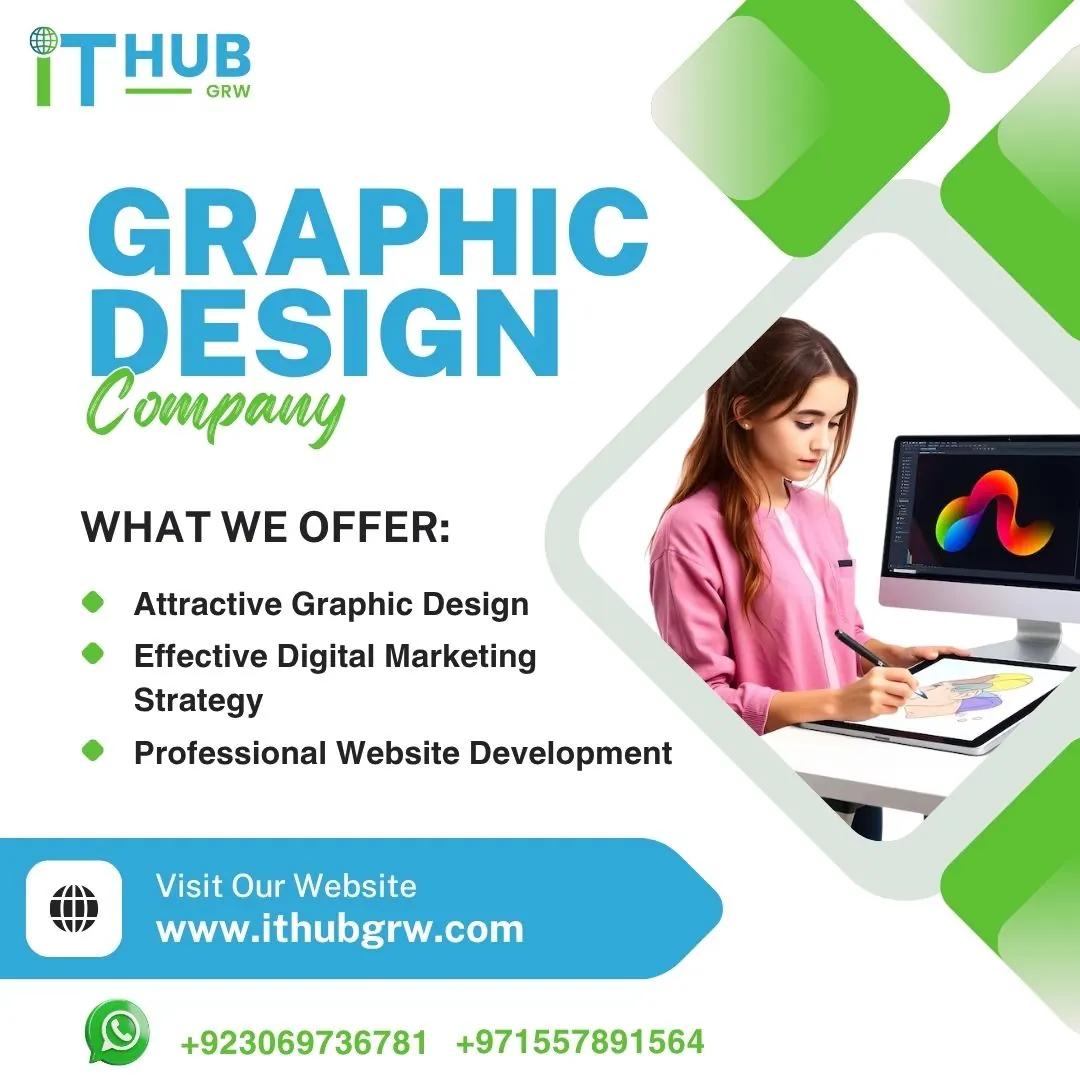 iT HUB
GRW
GRAPHIC
DESIGN
Company
WHAT WE OFFER:
Attractive Graphic Design
Effective Digital Marketing
Strategy
Professional Website Development
Visit Our Website
www.ithubgrw.com
+923069736781 +971557891564